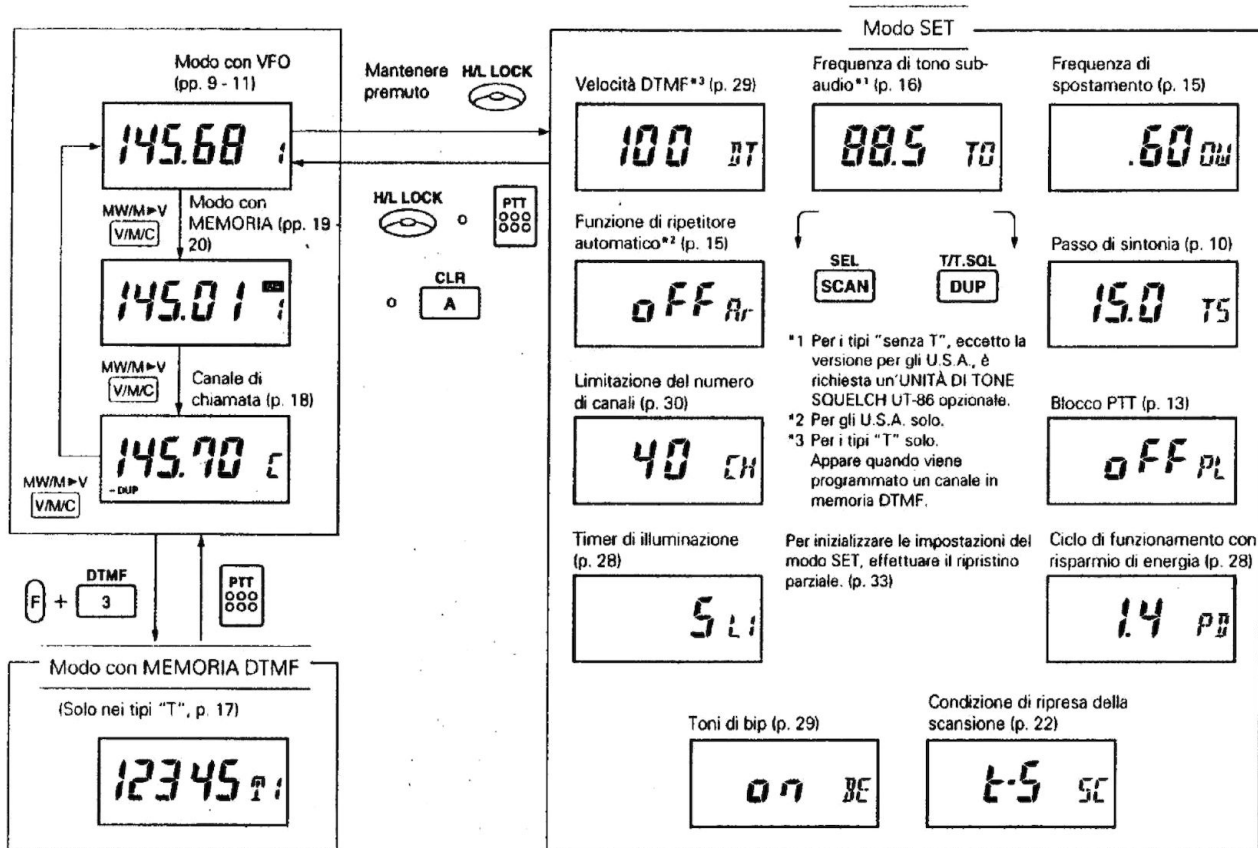 Modo con VFO
(pp. 9 - 11)
145.68 1
MW/M►V
V/M/C
Modo con
MEMORIA (pp. 19 -
20)
145.01 1
MW/M►V
V/M/C
Canale di
chiamata (p. 18)
145.70 C
–DUP
MW/M►V
V/M/C
Mantenere
premuto
H/L LOCK
H/L LOCK
o
PTT
o
CLR
A
F + DTMF
3
PTT
Modo con MEMORIA DTMF
(Solo nei tipi "T", p. 17)
12345 T1
Modo SET
Velocità DTMF*3 (p. 29)
100 DT
Frequenza di tono sub-
audio*1 (p. 16)
88.5 TO
Frequenza di
spostamento (p. 15)
.60 OW
Funzione di ripetitore
automatico*2 (p. 15)
oFF Ar
SEL
SCAN
T/T.SQL
DUP
Passo di sintonia (p. 10)
15.0 TS
*1 Per i tipi "senza T", eccetto la
versione per gli U.S.A., è
richiesta un'UNITÀ DI TONE
SQUELCH UT-86 opzionale.
*2 Per gli U.S.A. solo.
*3 Per i tipi "T" solo.
Appare quando viene
programmato un canale in
memoria DTMF.
Limitazione del numero
di canali (p. 30)
40 CH
Blocco PTT (p. 13)
oFF PL
Timer di illuminazione
(p. 28)
5 LI
Per inizializzare le impostazioni del
modo SET, effettuare il ripristino
parziale. (p. 33)
Ciclo di funzionamento con
risparmio di energia (p. 28)
1.4 PD
Toni di bip (p. 29)
on BE
Condizione di ripresa della
scansione (p. 22)
t-5 SC